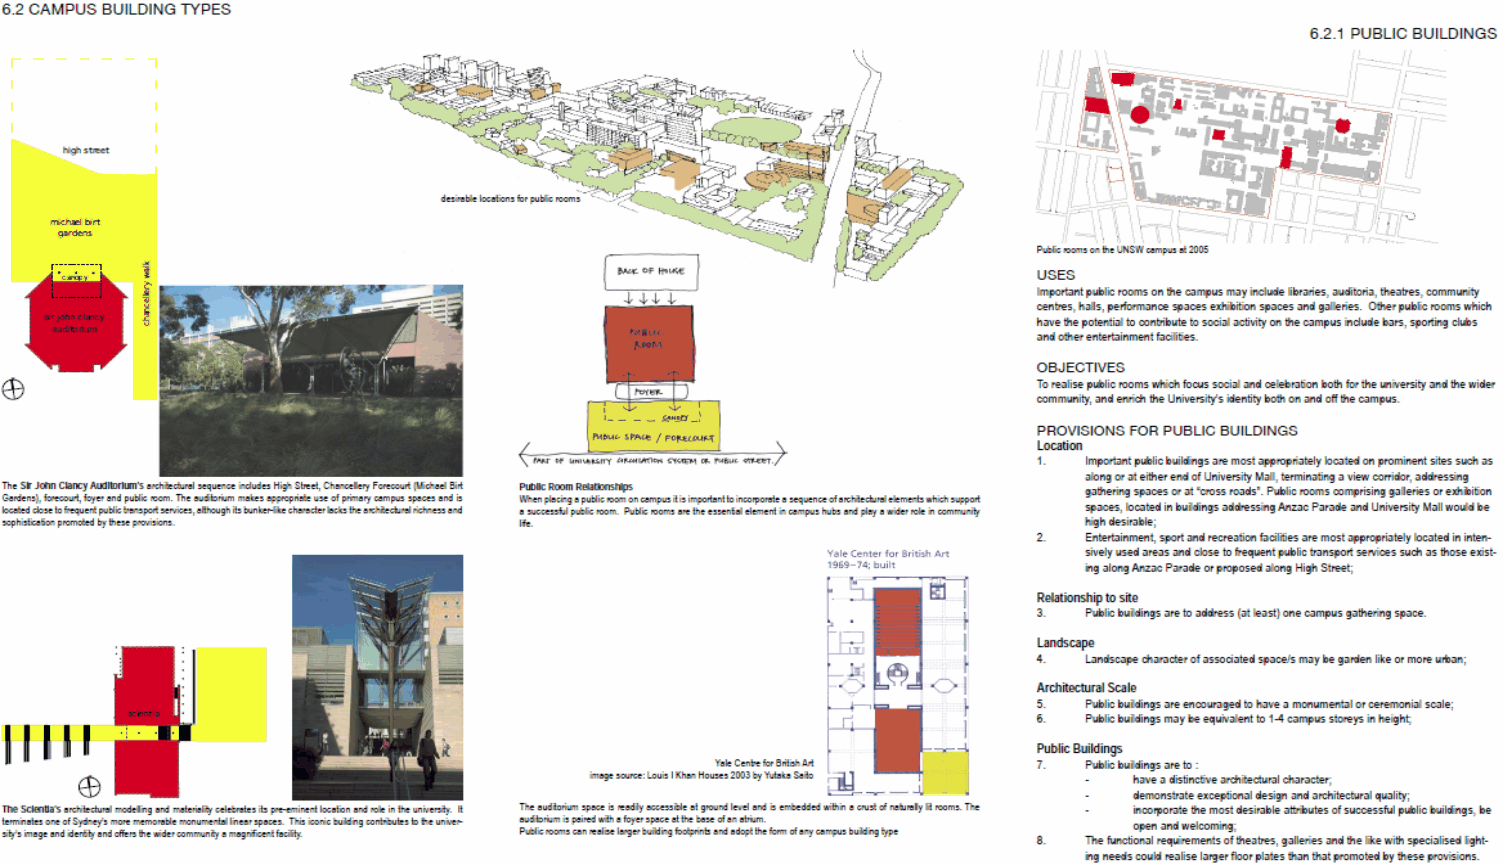 6.2 CAMPUS BUILDING TYPES
6.2.1 PUBLIC BUILDINGS
high street
michael birt
gardens
canopy
sir john clancy
auditorium
chancellery walk
desirable locations for public rooms
The Sir John Clancy Auditorium's architectural sequence includes High Street, Chancellery Forecourt (Michael Birt
Gardens), forecourt, foyer and public room. The auditorium makes appropriate use of primary campus spaces and is
located close to frequent public transport services, although its bunker-like character lacks the architectural richness and
sophistication promoted by these provisions.
scientia
The Scientia's architectural modelling and materiality celebrates its pre-eminent location and role in the university. It
terminates one of Sydney's more memorable monumental linear spaces. This iconic building contributes to the univer-
sity's image and identity and offers the wider community a magnificent facility.
BACK OF HOUSE
PUBLIC
ROOM
FOYER
CANOPY
PUBLIC SPACE / FORECOURT
PART OF UNIVERSITY CIRCULATION SYSTEM OR PUBLIC STREET.
Public Room Relationships
When placing a public room on campus it is important to incorporate a sequence of architectural elements which support
a successful public room. Public rooms are the essential element in campus hubs and play a wider role in community
life.
Yale Center for British Art
1969–74; built
Yale Centre for British Art
image source: Louis I Khan Houses 2003 by Yutaka Saito
The auditorium space is readily accessible at ground level and is embedded within a crust of naturally lit rooms. The
auditorium is paired with a foyer space at the base of an atrium.
Public rooms can realise larger building footprints and adopt the form of any campus building type
Public rooms on the UNSW campus at 2005
USES
Important public rooms on the campus may include libraries, auditoria, theatres, community
centres, halls, performance spaces exhibition spaces and galleries. Other public rooms which
have the potential to contribute to social activity on the campus include bars, sporting clubs
and other entertainment facilities.
OBJECTIVES
To realise public rooms which focus social and celebration both for the university and the wider
community, and enrich the University's identity both on and off the campus.
PROVISIONS FOR PUBLIC BUILDINGS
Location
1. Important public buildings are most appropriately located on prominent sites such as
along or at either end of University Mall, terminating a view corridor, addressing
gathering spaces or at "cross roads". Public rooms comprising galleries or exhibition
spaces, located in buildings addressing Anzac Parade and University Mall would be
high desirable;
2. Entertainment, sport and recreation facilities are most appropriately located in inten-
sively used areas and close to frequent public transport services such as those exist-
ing along Anzac Parade or proposed along High Street;
Relationship to site
3. Public buildings are to address (at least) one campus gathering space.
Landscape
4. Landscape character of associated space/s may be garden like or more urban;
Architectural Scale
5. Public buildings are encouraged to have a monumental or ceremonial scale;
6. Public buildings may be equivalent to 1-4 campus storeys in height;
Public Buildings
7. Public buildings are to :
- have a distinctive architectural character;
- demonstrate exceptional design and architectural quality;
- incorporate the most desirable attributes of successful public buildings, be
open and welcoming;
8. The functional requirements of theatres, galleries and the like with specialised light-
ing needs could realise larger floor plates than that promoted by these provisions.